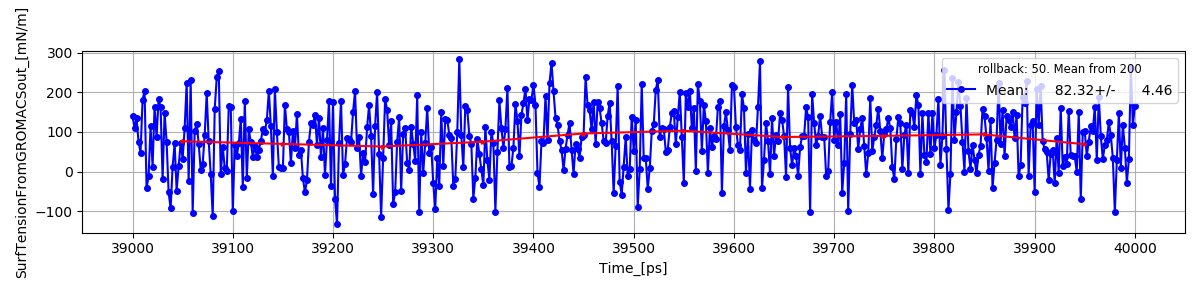 SurfTensionFromGROMACSout_[mN/m]
300
200
100
0
−100
rollback: 50. Mean from 200
Mean: 82.32+/- 4.46
39000 39100 39200 39300 39400 39500 39600 39700 39800 39900 40000
Time_[ps]